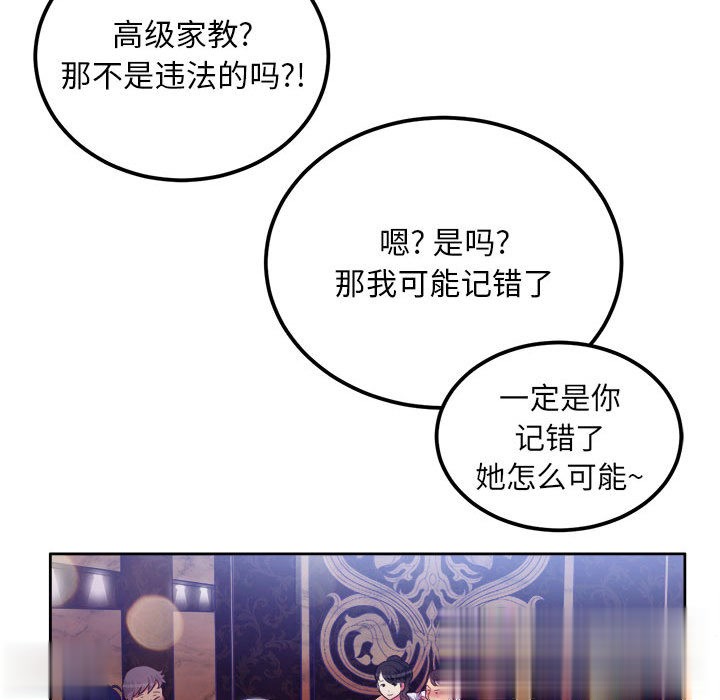 高级家教?
那不是违法的吗?!
嗯? 是吗?
那我可能记错了
一定是你
记错了
她怎么可能~